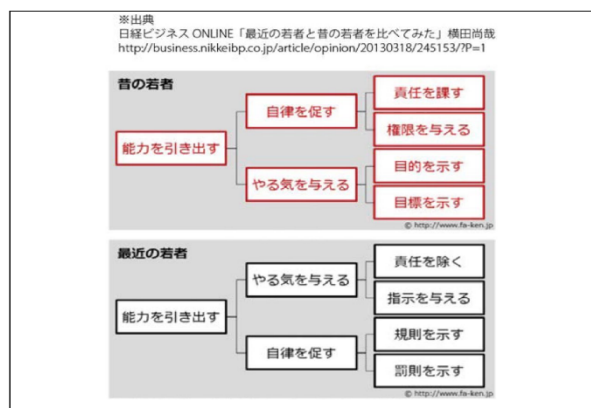 ※出典
日経ビジネス ONLINE「最近の若者と昔の若者を比べてみた」横田尚哉
http://business.nikkeibp.co.jp/article/opinion/20130318/245153/?P=1
昔の若者
能力を引き出す
自律を促す
責任を課す
権限を与える
やる気を与える
目的を示す
目標を示す
© http://www.fa-ken.jp
最近の若者
能力を引き出す
やる気を与える
責任を除く
指示を与える
自律を促す
規則を示す
罰則を示す
© http://www.fa-ken.jp